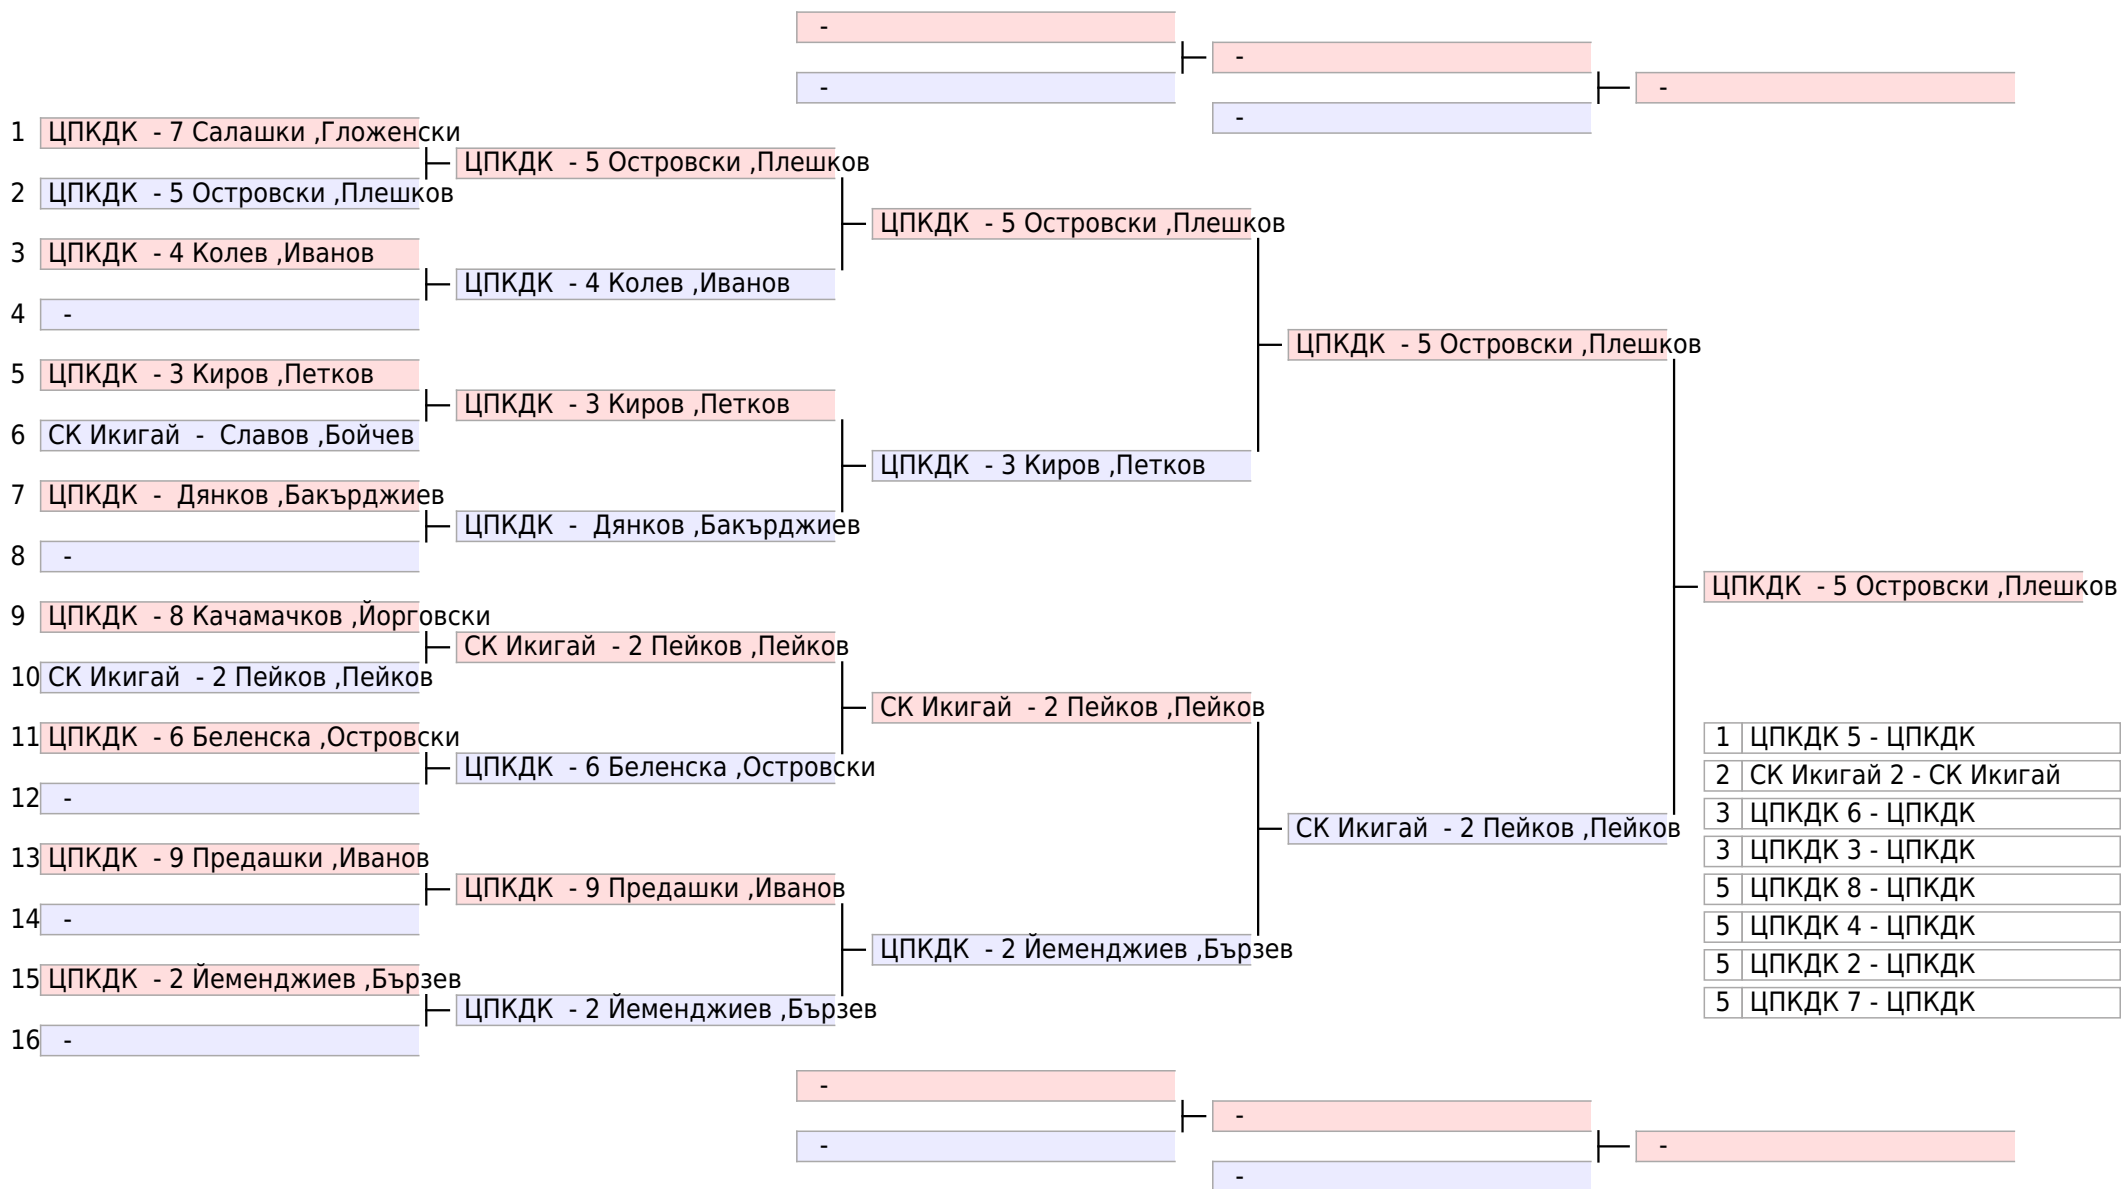 -
-
-
-
-
1 ЦПКДК - 7 Салашки ,Гложенски
2 ЦПКДК - 5 Островски ,Плешков
3 ЦПКДК - 4 Колев ,Иванов
4 -
5 ЦПКДК - 3 Киров ,Петков
6 СК Икигай - Славов ,Бойчев
7 ЦПКДК - Дянков ,Бакърджиев
8 -
9 ЦПКДК - 8 Качамачков ,Йорговски
10 СК Икигай - 2 Пейков ,Пейков
11 ЦПКДК - 6 Беленска ,Островски
12 -
13 ЦПКДК - 9 Предашки ,Иванов
14 -
15 ЦПКДК - 2 Йеменджиев ,Бързев
16 -
ЦПКДК - 5 Островски ,Плешков
ЦПКДК - 4 Колев ,Иванов
ЦПКДК - 3 Киров ,Петков
ЦПКДК - Дянков ,Бакърджиев
СК Икигай - 2 Пейков ,Пейков
ЦПКДК - 6 Беленска ,Островски
ЦПКДК - 9 Предашки ,Иванов
ЦПКДК - 2 Йеменджиев ,Бързев
ЦПКДК - 5 Островски ,Плешков
ЦПКДК - 3 Киров ,Петков
СК Икигай - 2 Пейков ,Пейков
ЦПКДК - 2 Йеменджиев ,Бързев
ЦПКДК - 5 Островски ,Плешков
СК Икигай - 2 Пейков ,Пейков
ЦПКДК - 5 Островски ,Плешков
1 ЦПКДК 5 - ЦПКДК
2 СК Икигай 2 - СК Икигай
3 ЦПКДК 6 - ЦПКДК
3 ЦПКДК 3 - ЦПКДК
5 ЦПКДК 8 - ЦПКДК
5 ЦПКДК 4 - ЦПКДК
5 ЦПКДК 2 - ЦПКДК
5 ЦПКДК 7 - ЦПКДК
-
-
-
-
-